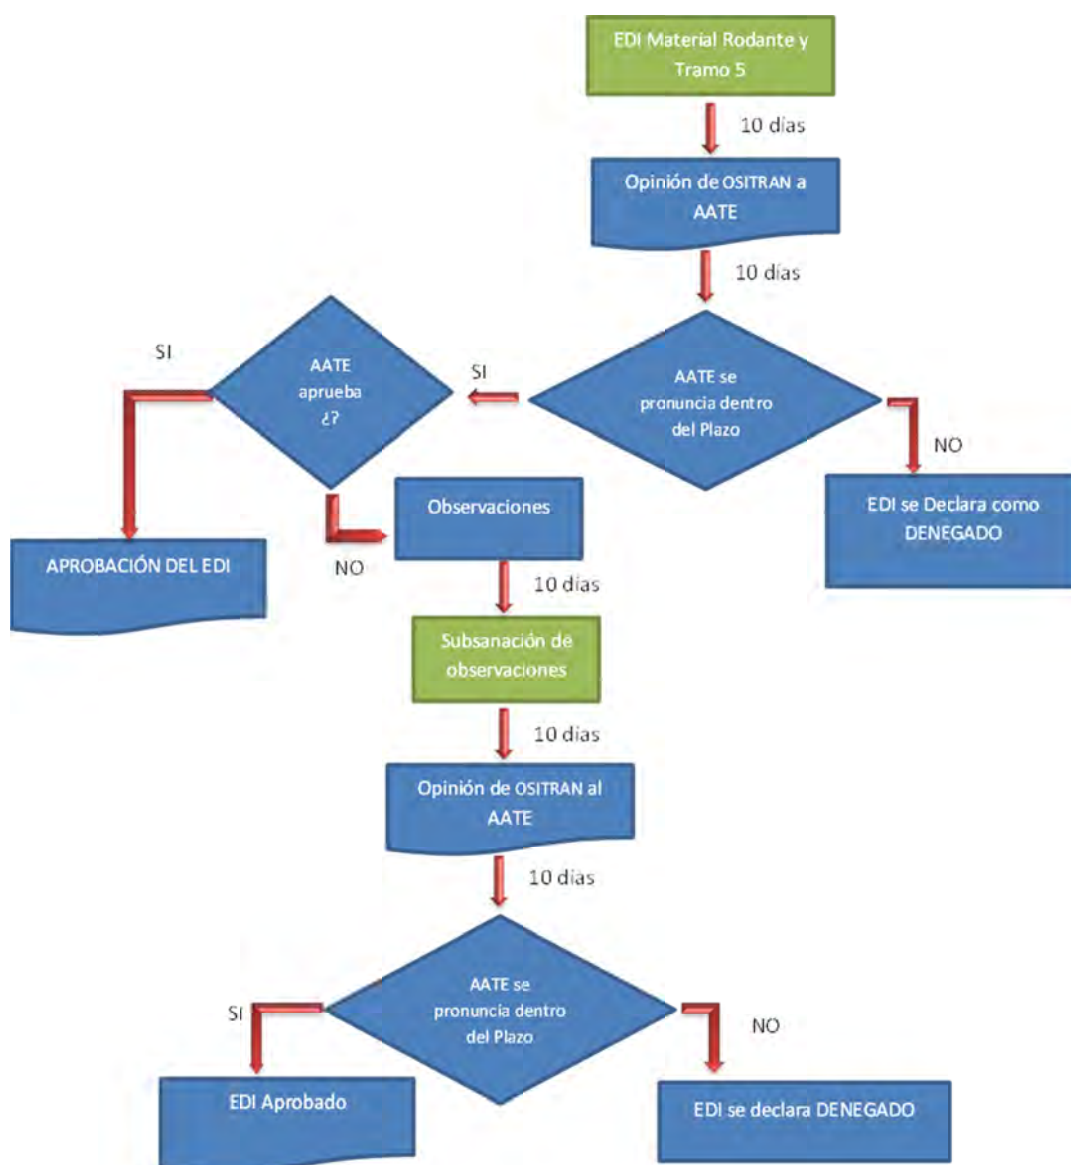 EDI Material Rodante y
Tramo 5
10 días
Opinión de OSITRAN a
AATE
10 días
AATE se
pronuncia dentro
del Plazo
SI
NO
AATE
aprueba
¿?
SI
NO
EDI se Declara como
DENEGADO
Observaciones
APROBACIÓN DEL EDI
10 días
Subsanación de
observaciones
10 días
Opinión de OSITRAN al
AATE
10 días
AATE se
pronuncia dentro
del Plazo
SI
NO
EDI Aprobado
EDI se declara DENEGADO